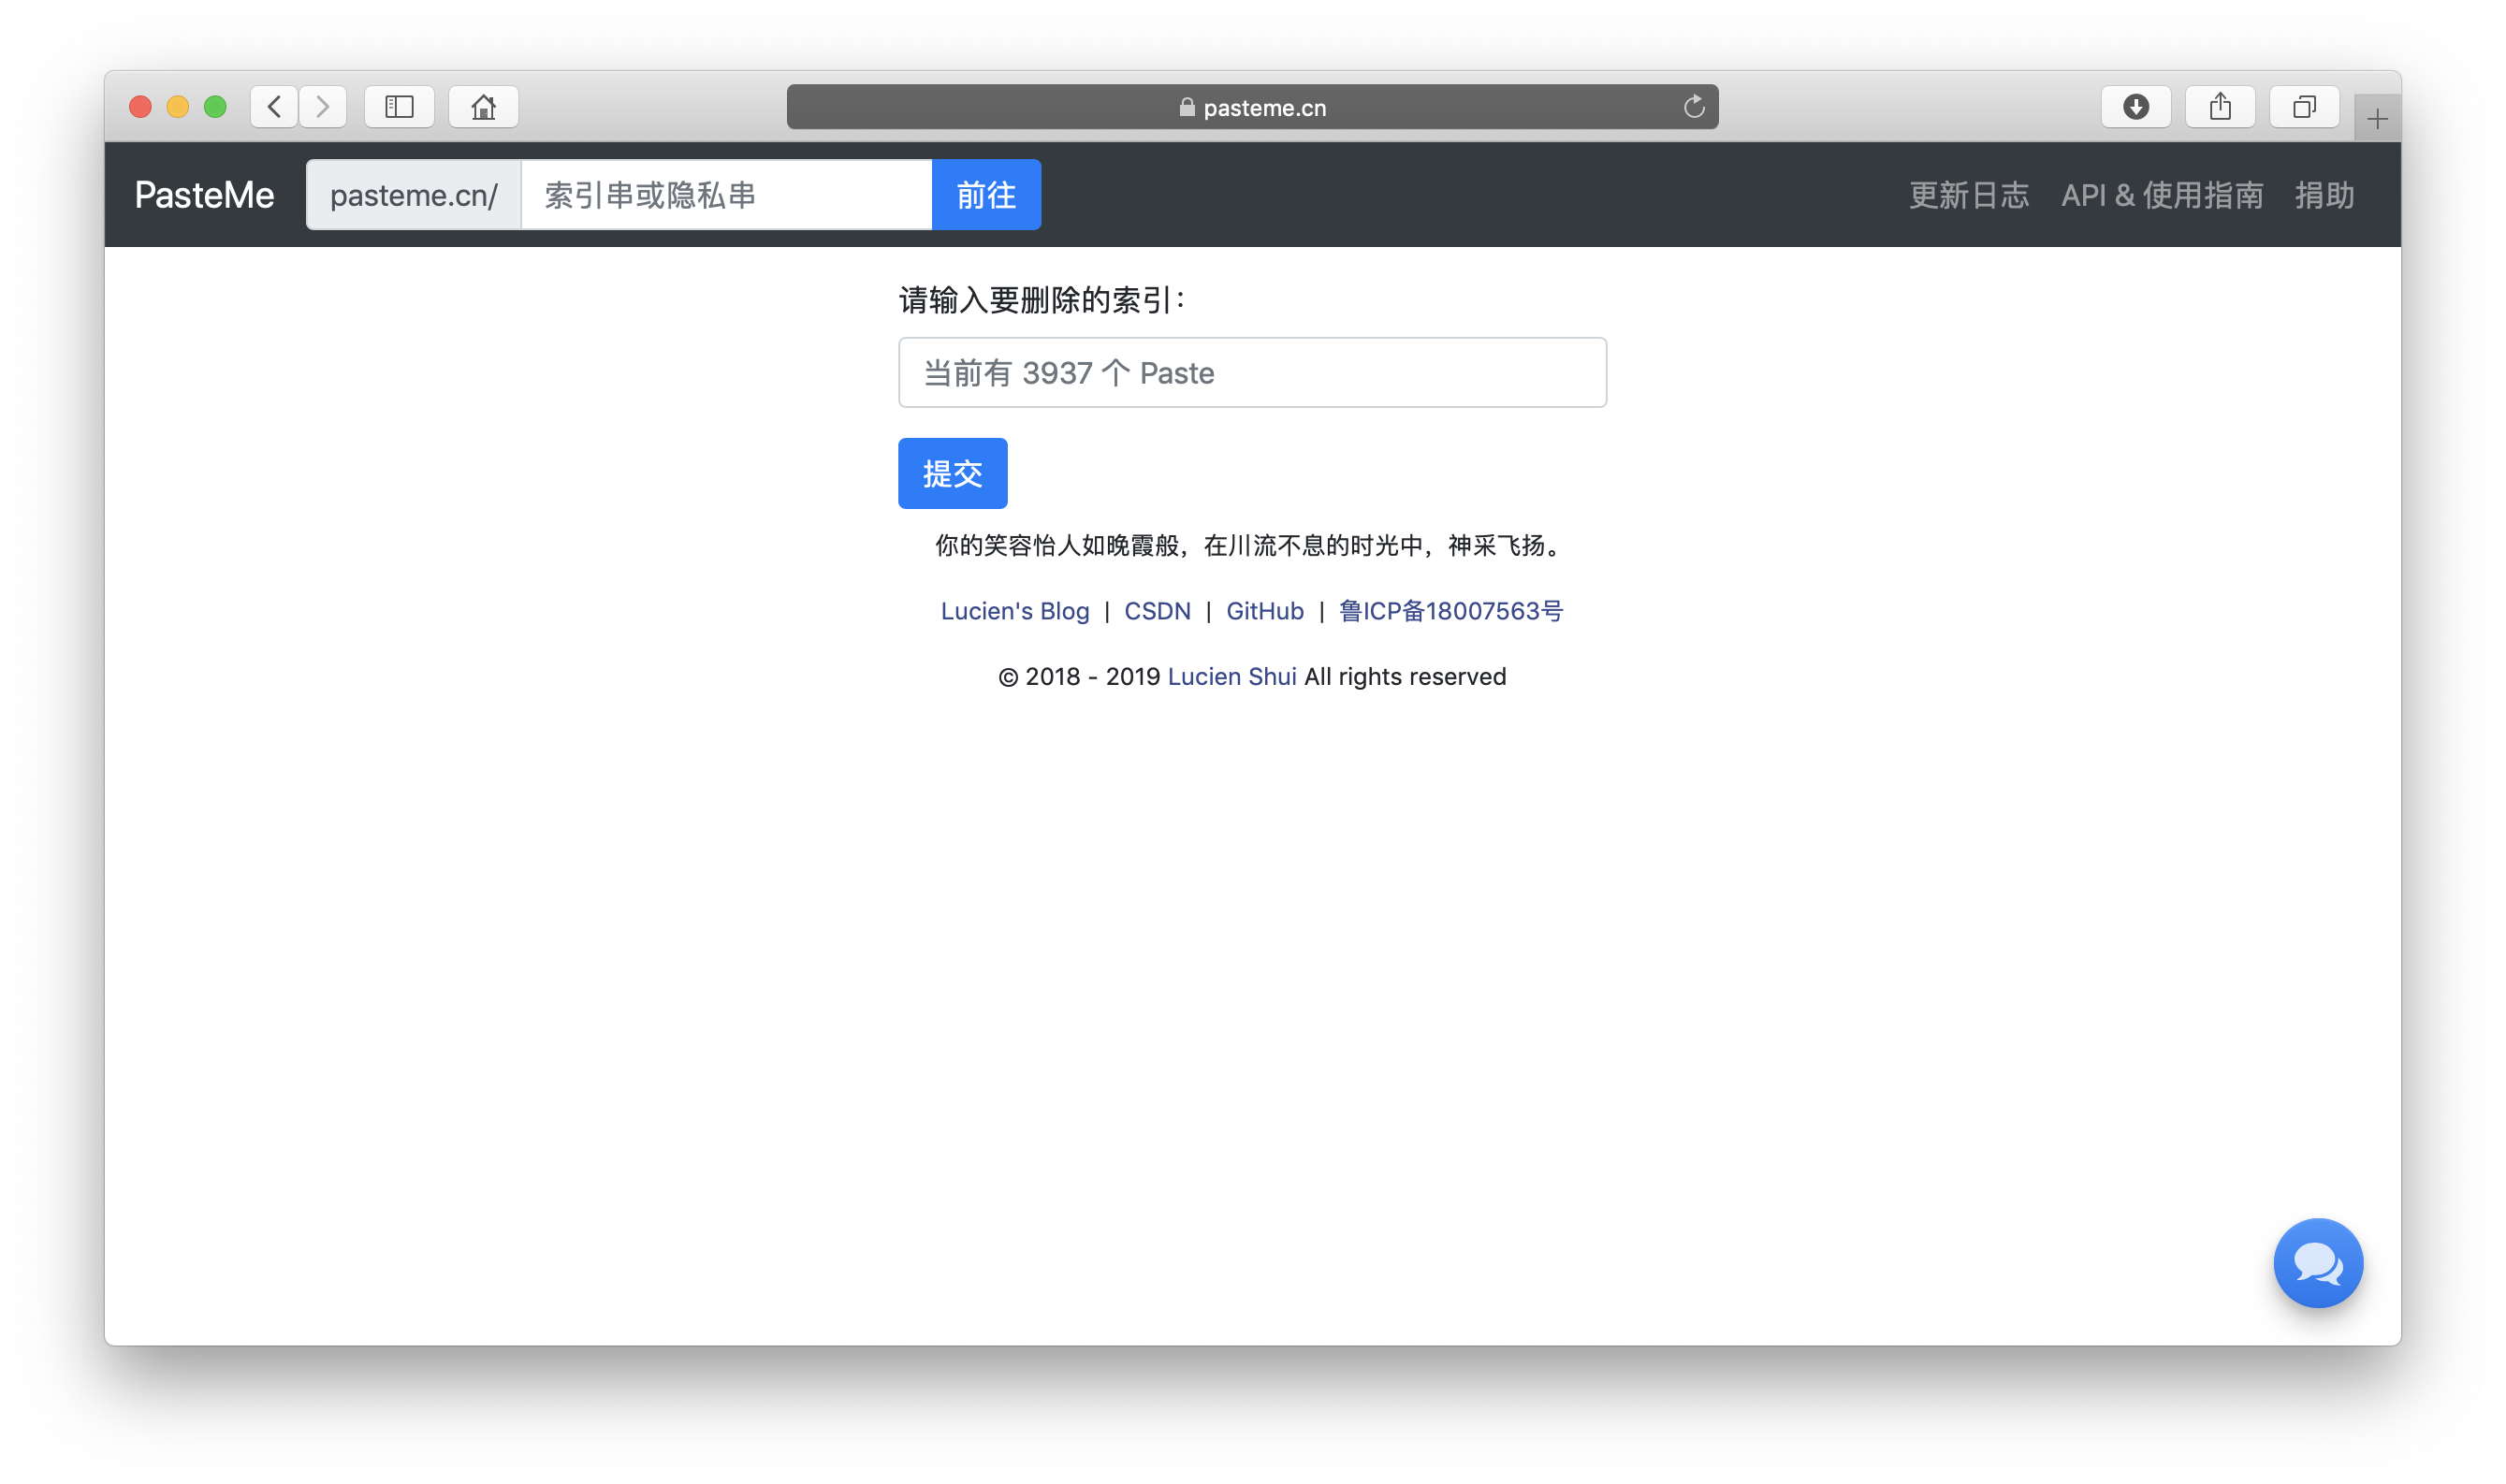 pasteme.cn
PasteMe pasteme.cn/ 索引串或隐私串 前往 更新日志 API & 使用指南 捐助
请输入要删除的索引：
当前有 3937 个 Paste
提交
你的笑容怡人如晚霞般，在川流不息的时光中，神采飞扬。
Lucien's Blog | CSDN | GitHub | 鲁ICP备18007563号
© 2018 - 2019 Lucien Shui All rights reserved